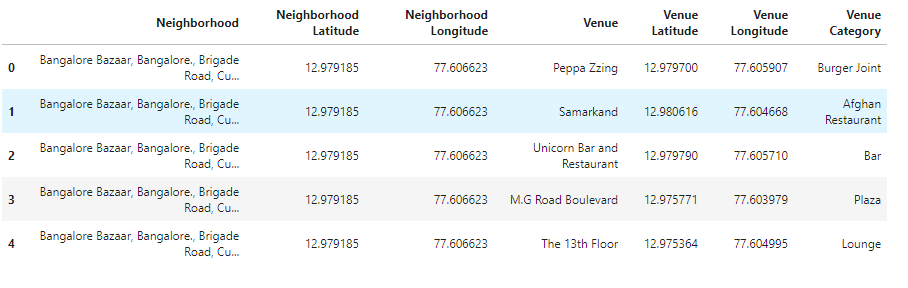 Neighborhood Neighborhood Latitude Neighborhood Longitude Venue Venue Latitude Venue Longitude Venue Category
0 Bangalore Bazaar, Bangalore., Brigade Road, Cu... 12.979185 77.606623 Peppa Zzing 12.979700 77.605907 Burger Joint
1 Bangalore Bazaar, Bangalore., Brigade Road, Cu... 12.979185 77.606623 Samarkand 12.980616 77.604668 Afghan Restaurant
2 Bangalore Bazaar, Bangalore., Brigade Road, Cu... 12.979185 77.606623 Unicorn Bar and Restaurant 12.979790 77.605710 Bar
3 Bangalore Bazaar, Bangalore., Brigade Road, Cu... 12.979185 77.606623 M.G Road Boulevard 12.975771 77.603979 Plaza
4 Bangalore Bazaar, Bangalore., Brigade Road, Cu... 12.979185 77.606623 The 13th Floor 12.975364 77.604995 Lounge